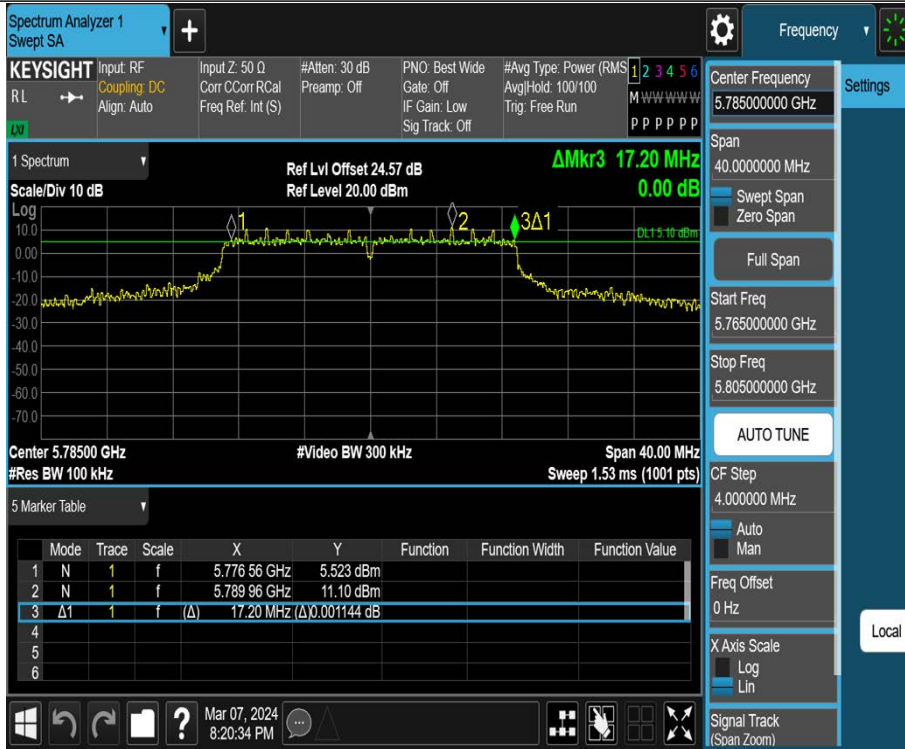 Spectrum Analyzer 1
Swept SA
+
Frequency
KEYSIGHT
RL
LXI
Input: RF
Coupling: DC
Align: Auto
Input Z: 50 Ω
Corr CCorr RCal
Freq Ref: Int (S)
#Atten: 30 dB
Preamp: Off
PNO: Best Wide
Gate: Off
IF Gain: Low
Sig Track: Off
#Avg Type: Power (RMS
Avg|Hold: 100/100
Trig: Free Run
1 2 3 4 5 6
M W W W W W
P P P P P P
1 Spectrum
Scale/Div 10 dB
Ref Lvl Offset 24.57 dB
Ref Level 20.00 dBm
ΔMkr3 17.20 MHz
0.00 dB
Log
1
2
3Δ1
DL1 5.10 dBm
10.0
0.00
-10.0
-20.0
-30.0
-40.0
-50.0
-60.0
-70.0
Center 5.78500 GHz
#Res BW 100 kHz
#Video BW 300 kHz
Span 40.00 MHz
Sweep 1.53 ms (1001 pts)
5 Marker Table
Mode Trace Scale X Y Function Function Width Function Value
1 N 1 f 5.776 56 GHz 5.523 dBm
2 N 1 f 5.789 96 GHz 11.10 dBm
3 Δ1 1 f (Δ) 17.20 MHz (Δ)0.001144 dB
4
5
6
?
Mar 07, 2024
8:20:34 PM
Center Frequency
5.785000000 GHz
Settings
Span
40.0000000 MHz
Swept Span
Zero Span
Full Span
Start Freq
5.765000000 GHz
Stop Freq
5.805000000 GHz
AUTO TUNE
CF Step
4.000000 MHz
Auto
Man
Freq Offset
0 Hz
Local
X Axis Scale
Log
Lin
Signal Track
(Span Zoom)